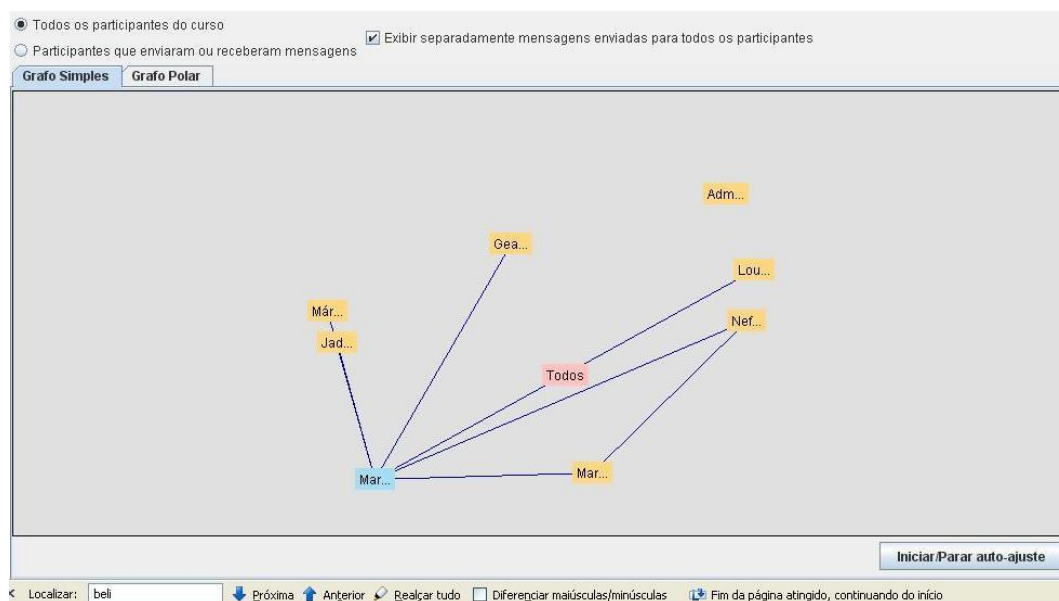 Todos os participantes do curso
Exibir separadamente mensagens enviadas para todos os participantes
Participantes que enviaram ou receberam mensagens
Grafo Simples Grafo Polar
Adm...
Gea...
Lou...
Már...
Nef...
Jad...
Todos
Mar...
Mar...
Iniciar/Parar auto-ajuste
Localizar: beli Próxima Anterior Realçar tudo Diferenciar maiúsculas/minúsculas Fim da página atingido, continuando do início